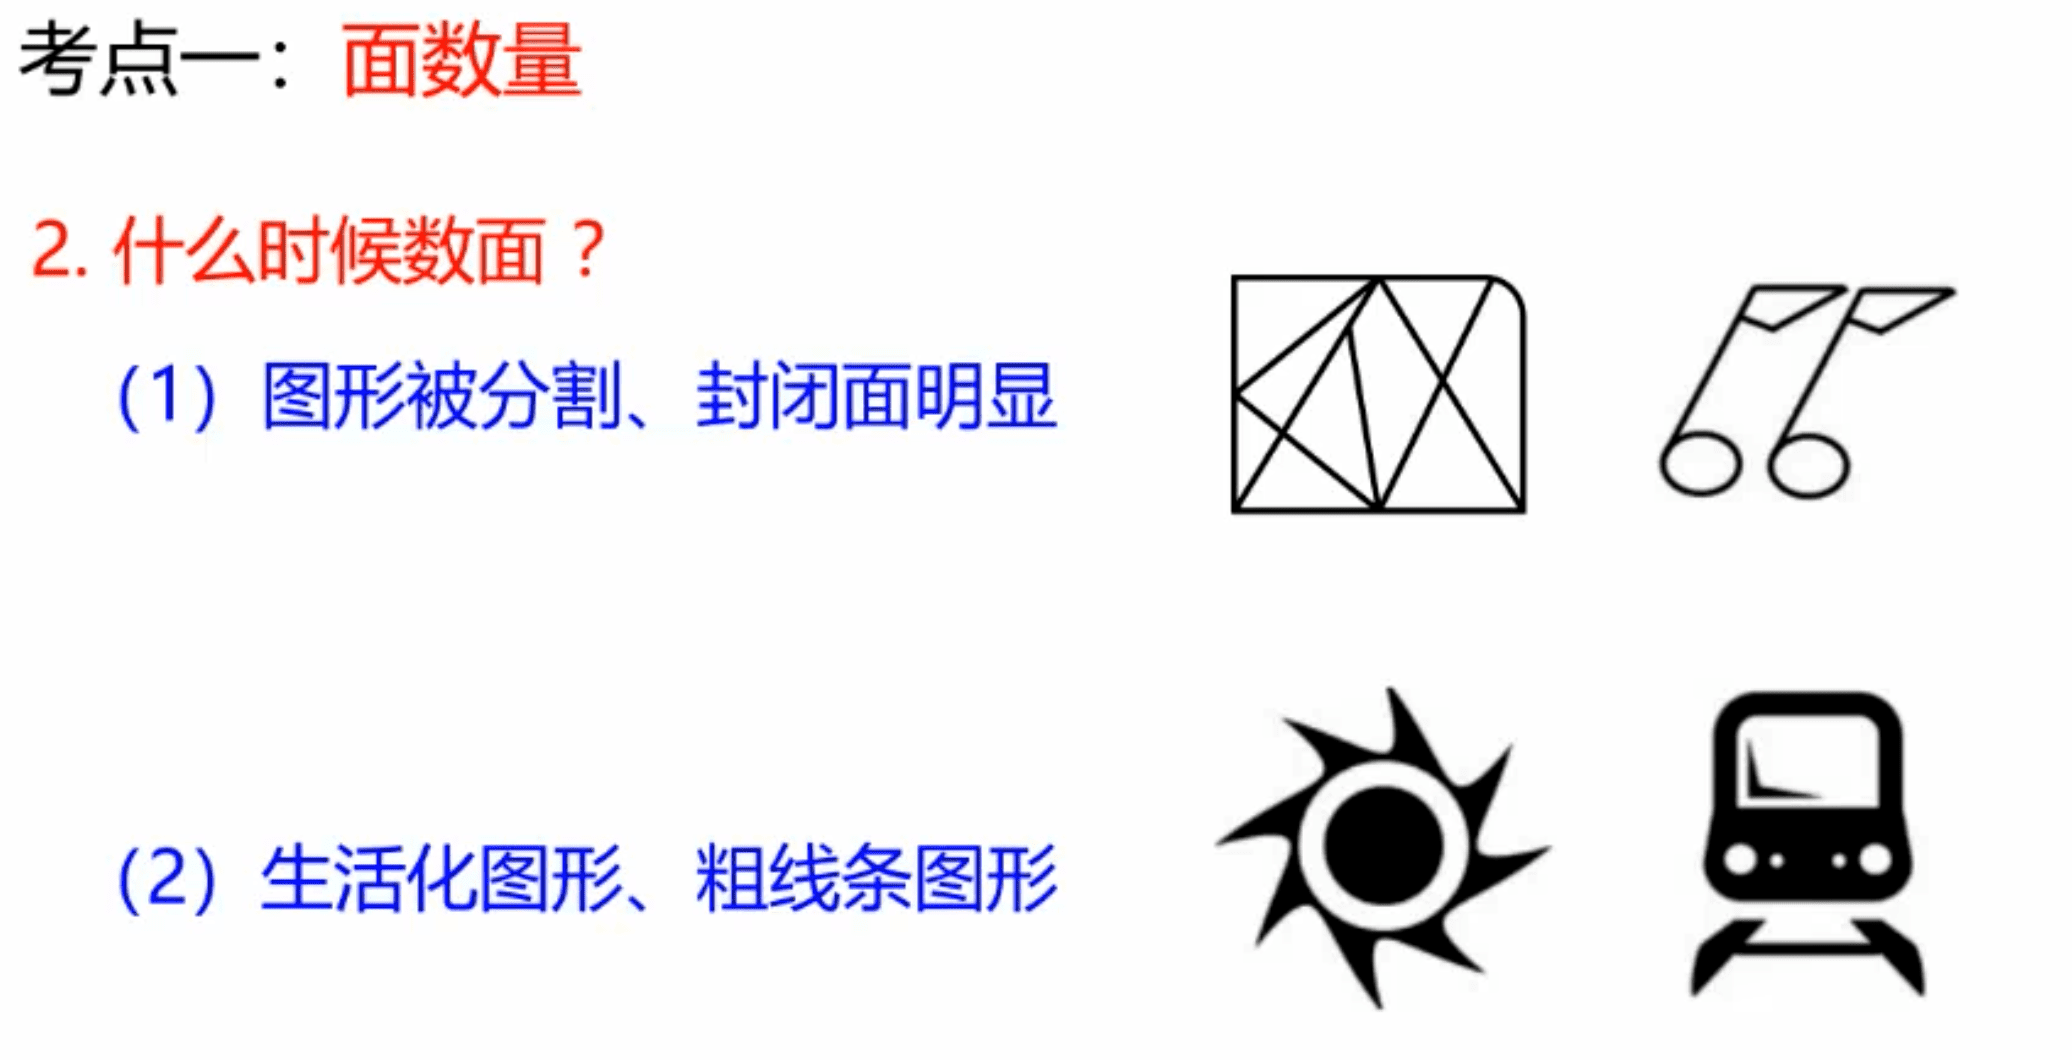 考点一：面数量
2. 什么时候数面？
（1）图形被分割、封闭面明显
（2）生活化图形、粗线条图形